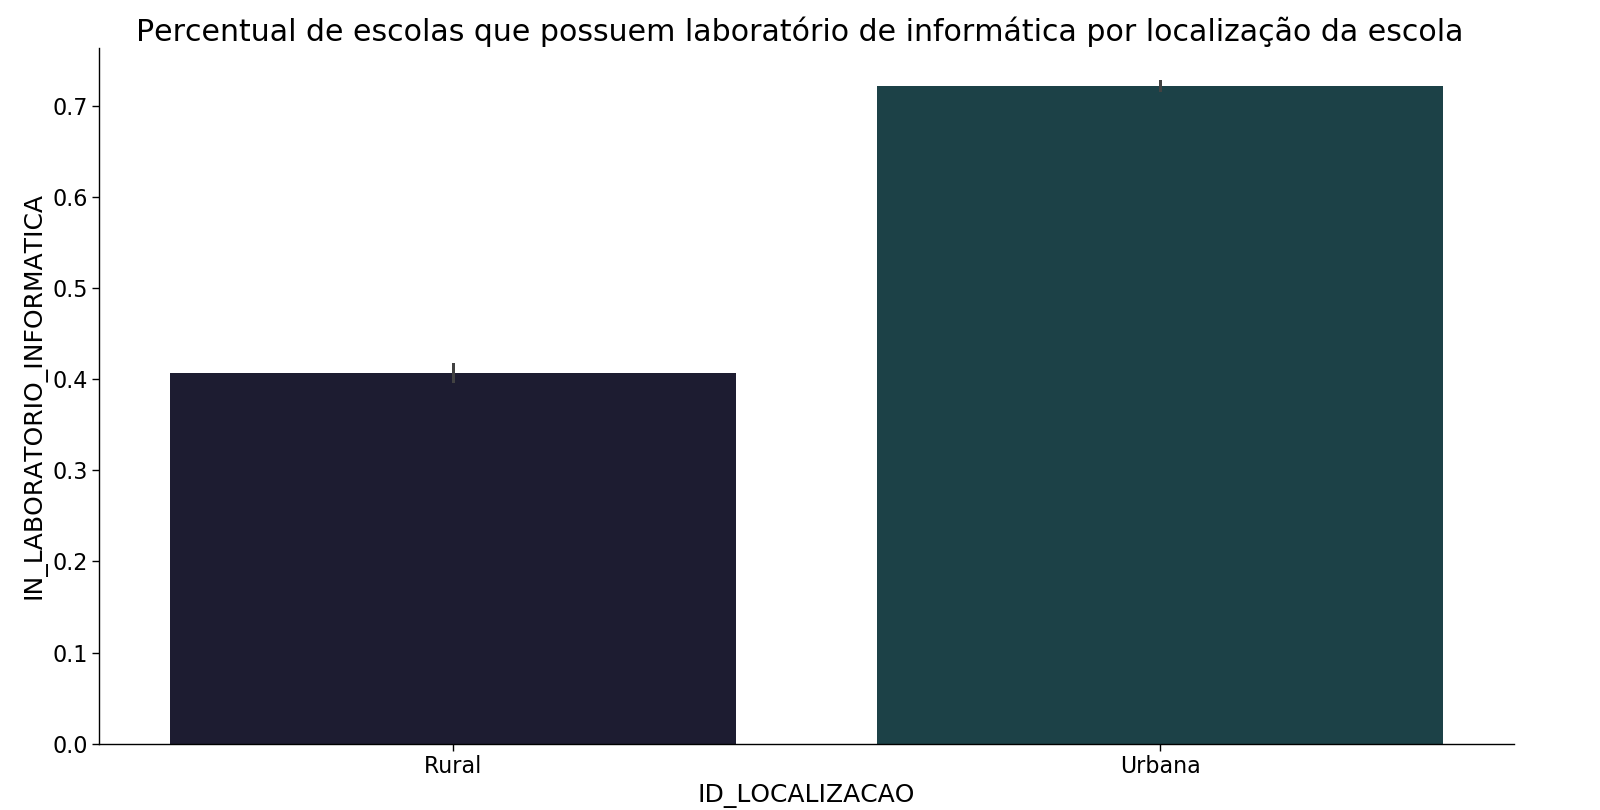 Percentual de escolas que possuem laboratório de informática por localização da escola
IN_LABORATORIO_INFORMATICA
0.7
0.6
0.5
0.4
0.3
0.2
0.1
0.0
Rural
Urbana
ID_LOCALIZACAO